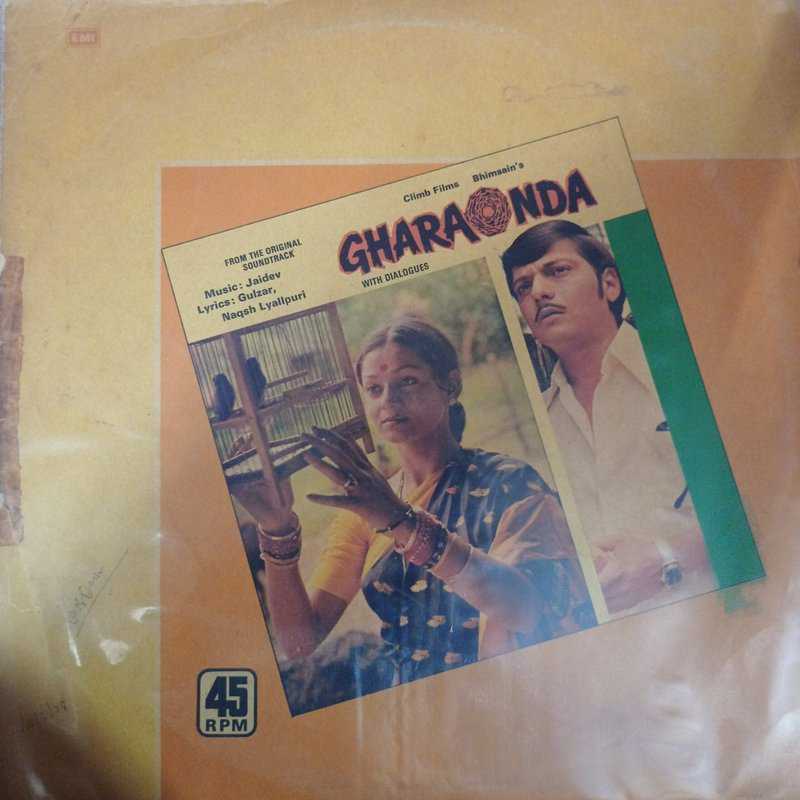 EMI
Climb Films Bhimsain's
GHARAONDA
WITH DIALOGUES
FROM THE ORIGINAL
SOUNDTRACK
Music: Jaidev
Lyrics: Gulzar,
Naqsh Lyallpuri
45
RPM